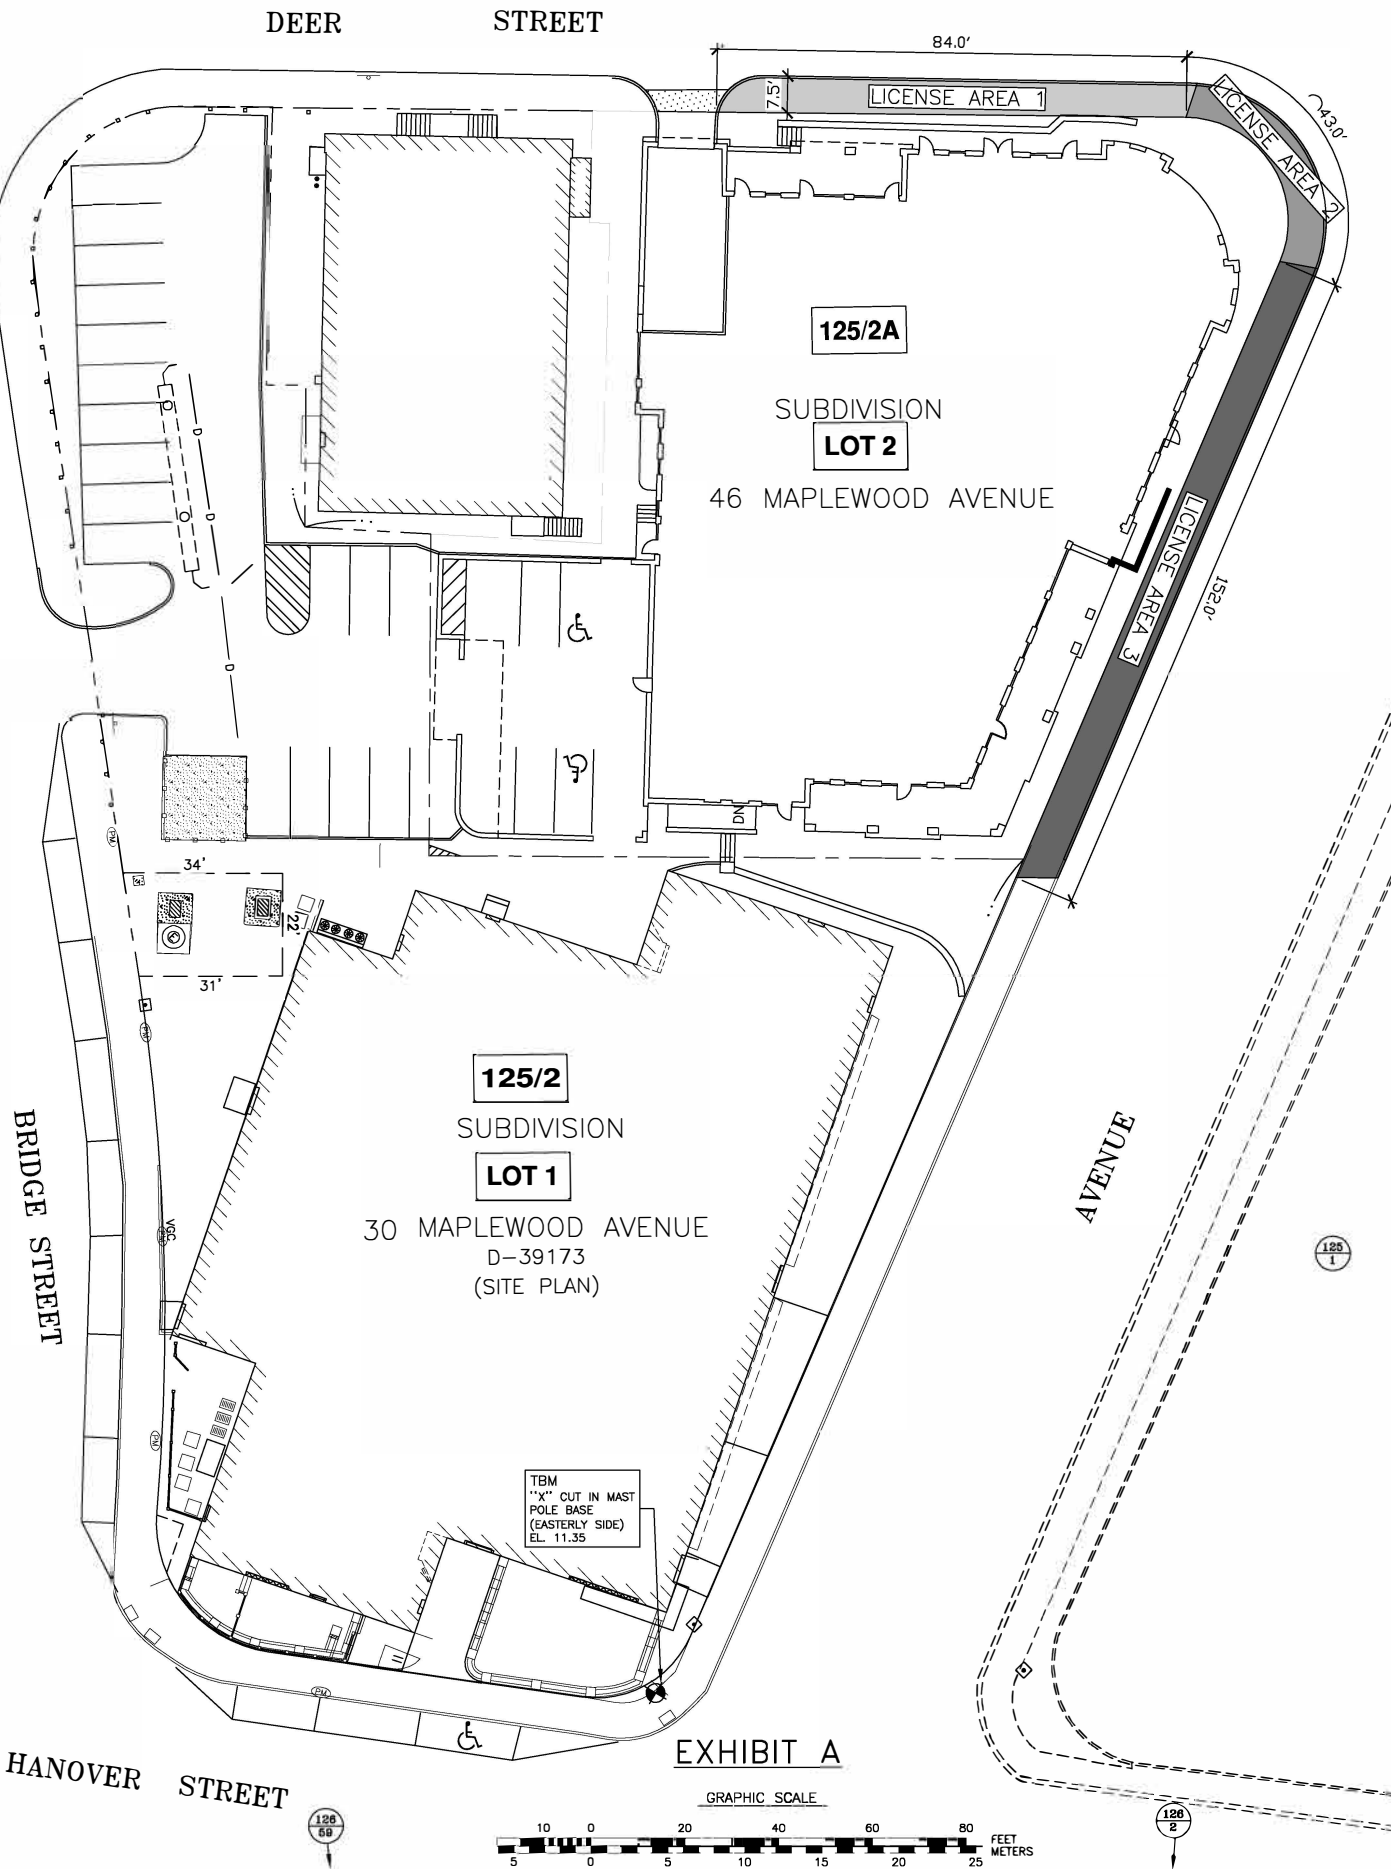 DEER STREET
84.0'
7.5'
LICENSE AREA 1
LICENSE AREA 2
43.0'
125/2A
SUBDIVISION
LOT 2
46 MAPLEWOOD AVENUE
LICENSE AREA 3
152.0'
D
D
D
DN
PM
34'
22'
31'
PM
125/2
SUBDIVISION
LOT 1
30 MAPLEWOOD AVENUE
D-39173
(SITE PLAN)
BRIDGE STREET
AVENUE
VGC
PM
125
1
PM
TBM
"X" CUT IN MAST
POLE BASE
(EASTERLY SIDE)
EL. 11.35
PM
EXHIBIT A
HANOVER STREET
GRAPHIC SCALE
126
59
126
2
10 0 20 40 60 80 FEET
METERS
5 0 5 10 15 20 25